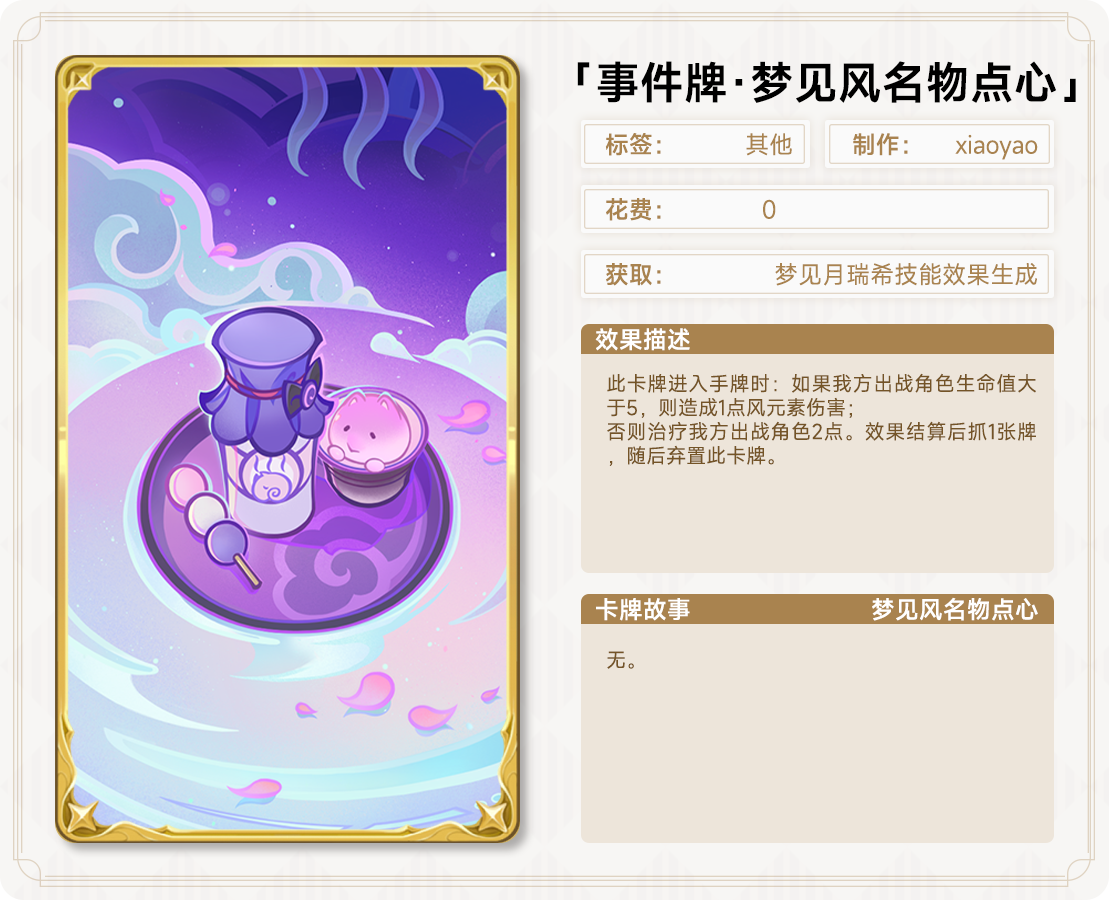 「事件牌·梦见风名物点心」
标签： 其他
制作： xiaoyao
花费： 0
获取： 梦见月瑞希技能效果生成
效果描述
此卡牌进入手牌时：如果我方出战角色生命值大
于5，则造成1点风元素伤害；
否则治疗我方出战角色2点。效果结算后抓1张牌
，随后弃置此卡牌。
卡牌故事 梦见风名物点心
无。